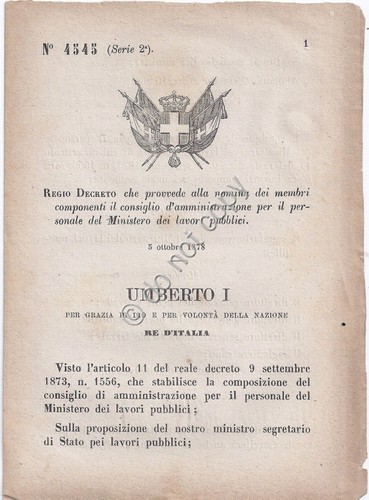 N° 4545 (Serie 2ª).
1
REGIO DECRETO che provvede alla nomina dei membri
componenti il consiglio d'amministrazione per il per-
sonale del Ministero dei lavori pubblici.
5 ottobre 1878
UMBERTO I
PER GRAZIA DI DIO E PER VOLONTÀ DELLA NAZIONE
RE D'ITALIA
Visto l'articolo 11 del reale decreto 9 settembre
1873, n. 1556, che stabilisce la composizione del
consiglio di amministrazione per il personale del
Ministero dei lavori pubblici;
Sulla proposizione del nostro ministro segretario
di Stato pei lavori pubblici;
do not copy